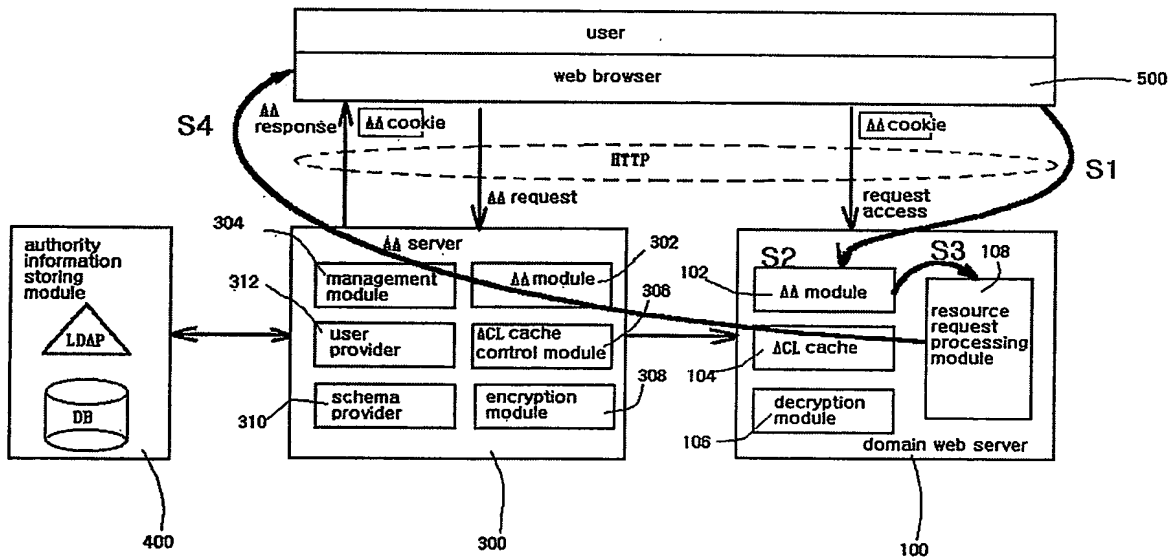 user
web browser
500
S4
AA
response
AA cookie
AA cookie
HTTP
S1
AA request
request
access
304
authority
information
storing
module
LDAP
DB
400
312
310
AA server
management
module
AA module
302
user
provider
ACL cache
control module
306
schema
provider
encryption
module
308
300
S2
S3
108
102
AA module
resource
request
processing
module
104
ACL cache
106
decryption
module
domain web server
100